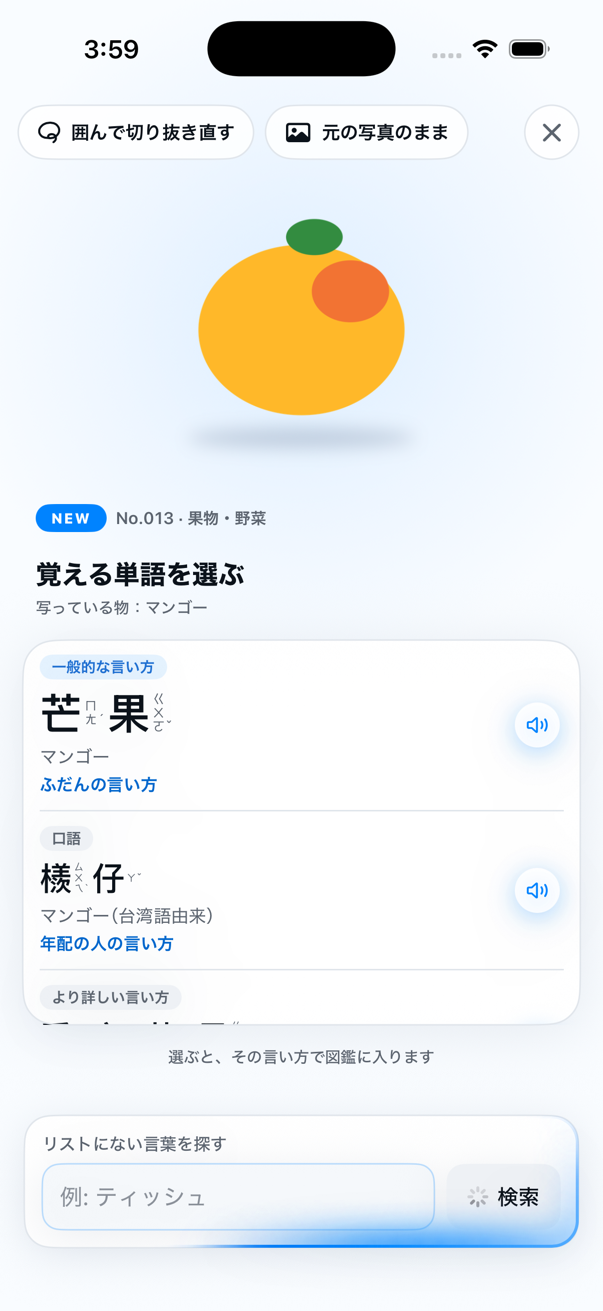 3:59
囲んで切り抜き直す
元の写真のまま
NEW No.013・果物・野菜
覚える単語を選ぶ
写っている物：マンゴー
一般的な言い方
芒ㄇㄤˊ果ㄍㄨㄛˇ
マンゴー
ふだんの言い方
口語
檨ㄙㄨㄟ仔ㄚˋ
マンゴー（台湾語由来）
年配の人の言い方
より詳しい言い方
選ぶと、その言い方で図鑑に入ります
リストにない言葉を探す
例: ティッシュ
検索